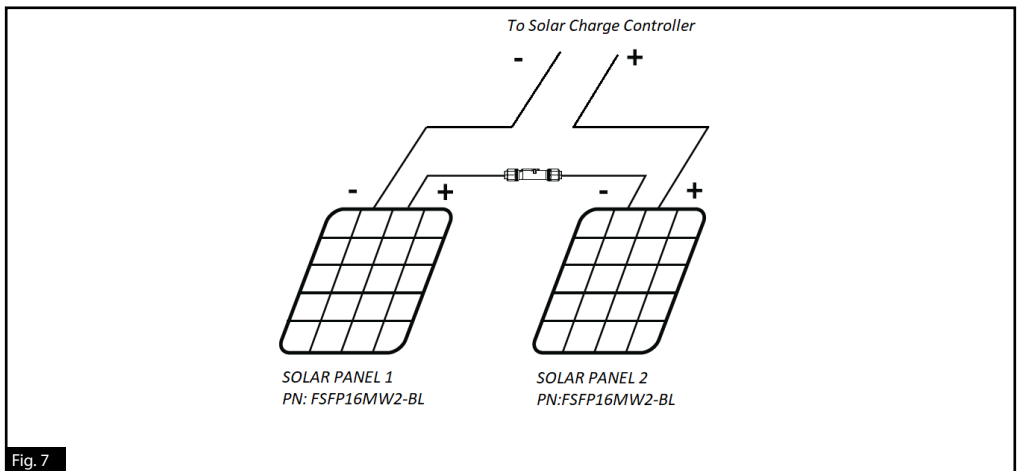 To Solar Charge Controller
- +
- + - +
SOLAR PANEL 1
PN: FSFP16MW2-BL
SOLAR PANEL 2
PN:FSFP16MW2-BL
Fig. 7